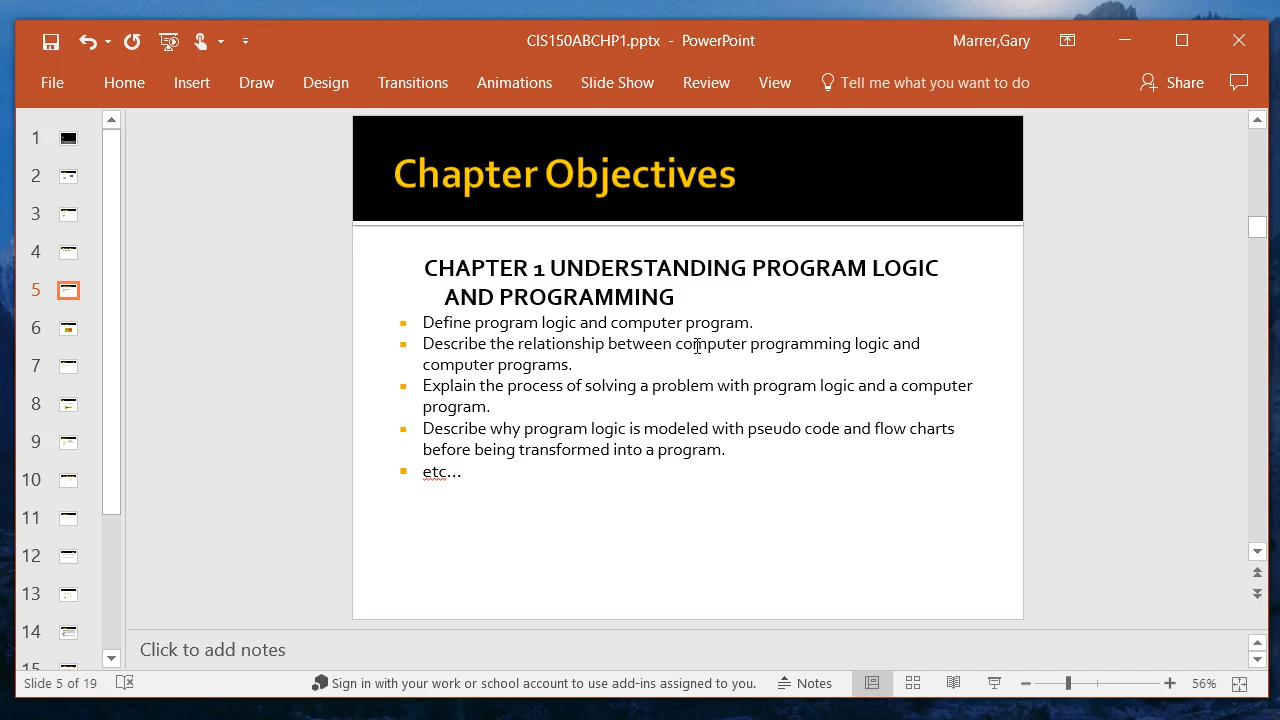 CIS150ABCHP1.pptx - PowerPoint
Marrer,Gary
File Home Insert Draw Design Transitions Animations Slide Show Review View Tell me what you want to do Share
1
2
3
4
5
6
7
8
9
10
11
12
13
14
15
Chapter Objectives
CHAPTER 1 UNDERSTANDING PROGRAM LOGIC
AND PROGRAMMING
Define program logic and computer program.
Describe the relationship between computer programming logic and
computer programs.
Explain the process of solving a problem with program logic and a computer
program.
Describe why program logic is modeled with pseudo code and flow charts
before being transformed into a program.
etc…
Click to add notes
Slide 5 of 19 Sign in with your work or school account to use add-ins assigned to you. Notes 56%